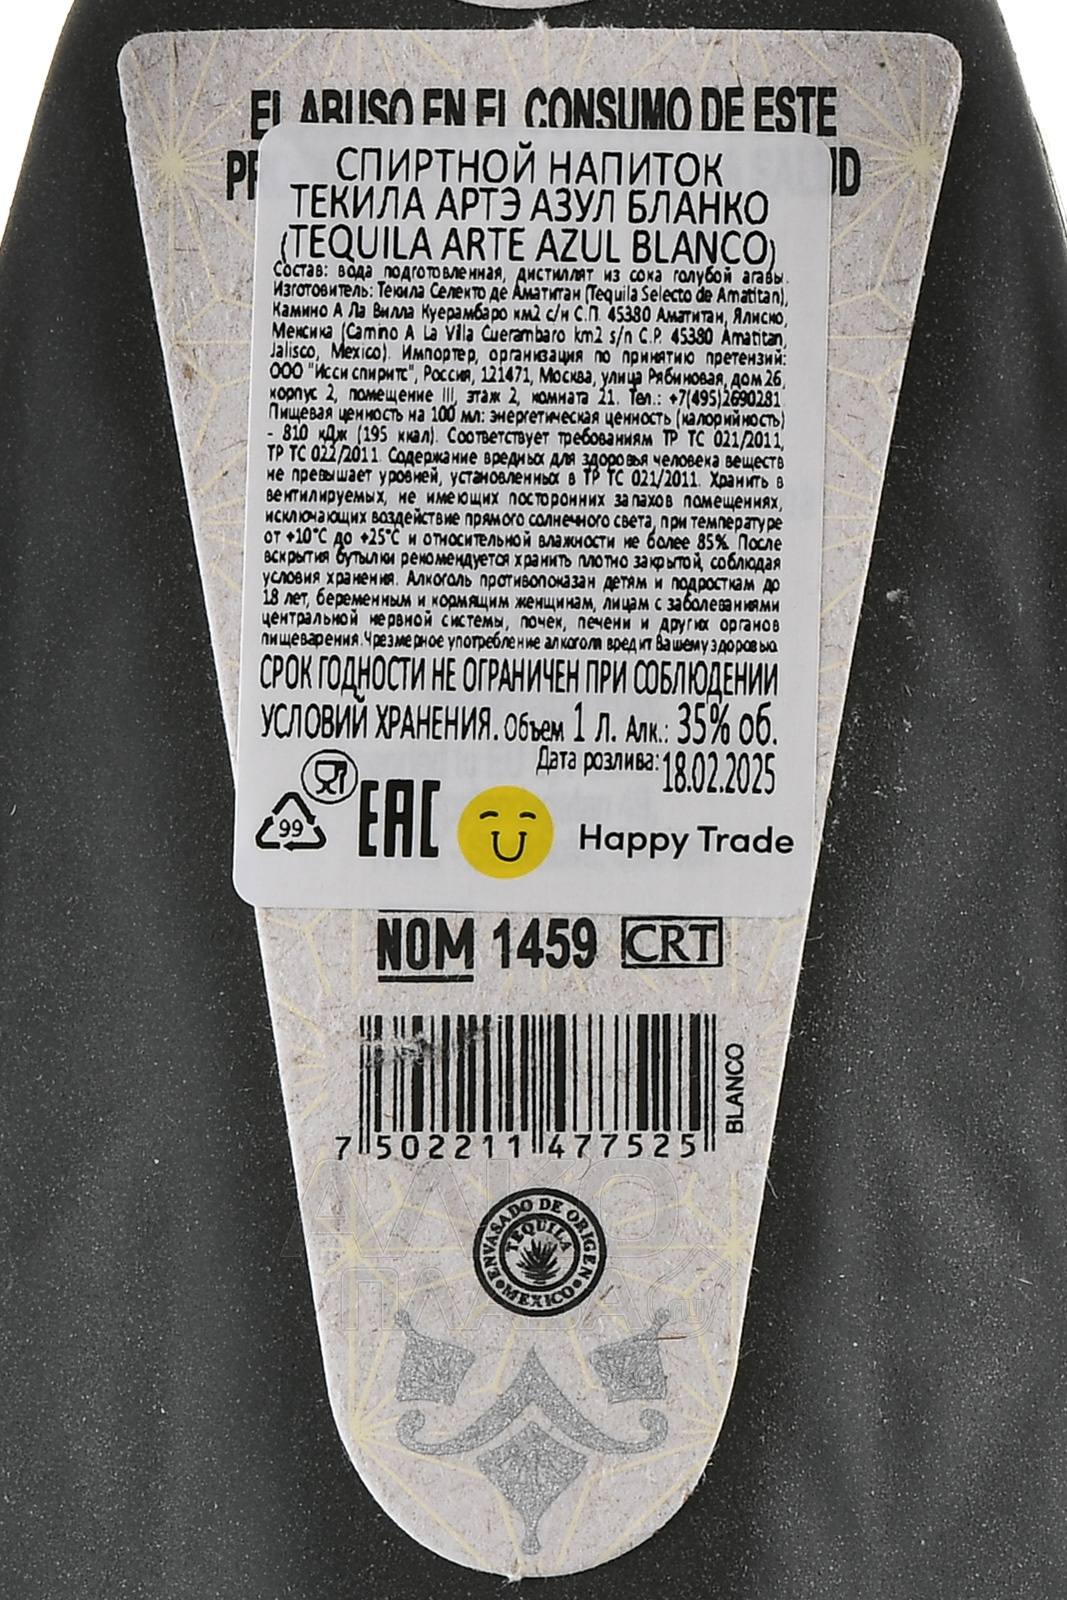 EL ABUSO EN EL CONSUMO DE ESTE
СПИРТНОЙ НАПИТОК
ТЕКИЛА АРТЭ АЗУЛ БЛАНКО
(TEQUILA ARTE AZUL BLANCO)
Состав: вода подготовленная, дистиллят из сока голубой агавы.
Изготовитель: Текила Селекто де Аматитан (Tequila Selecto de Amatitan),
Камино А Ла Вилла Куерамбаро км2 с/н С.П. 45380 Аматитан, Ялиско,
Мексика (Camino A La Villa Cuerambaro km2 s/n C.P. 45380 Amatitan,
Jalisco, Mexico). Импортер, организация по принятию претензий:
ООО "Исси спиритс", Россия, 121471, Москва, улица Рябиновая, дом 26,
корпус 2, помещение III, этаж 2, комната 21. Тел.: +7(495)2690281
Пищевая ценность на 100 мл: энергетическая ценность (калорийность)
- 810 кДж (195 ккал). Соответствует требованиям ТР ТС 021/2011,
ТР ТС 022/2011. Содержание вредных для здоровья человека веществ
не превышает уровней, установленных в ТР ТС 021/2011. Хранить в
вентилируемых, не имеющих посторонних запахов помещениях,
исключающих воздействие прямого солнечного света, при температуре
от +10°С до +25°С и относительной влажности не более 85%. После
вскрытия бутылки рекомендуется хранить плотно закрытой, соблюдая
условия хранения. Алкоголь противопоказан детям и подросткам до
18 лет, беременным и кормящим женщинам, лицам с заболеваниями
центральной нервной системы, почек, печени и других органов
пищеварения. Чрезмерное употребление алкоголя вредит Вашему здоровью.
СРОК ГОДНОСТИ НЕ ОГРАНИЧЕН ПРИ СОБЛЮДЕНИИ
УСЛОВИЙ ХРАНЕНИЯ. Объем 1 Л. Алк.: 35% об.
Дата розлива: 18.02.2025
99 EAC Happy Trade
NOM 1459 CRT
BLANCO
7 502211 477525
ENVASADO DE ORIGEN
TEQUILA
MEXICO
АЛКО
ПЛАЗА.ru